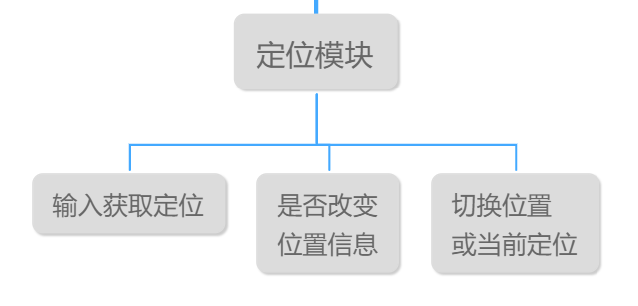 定位模块
输入获取定位
是否改变
位置信息
切换位置
或当前定位